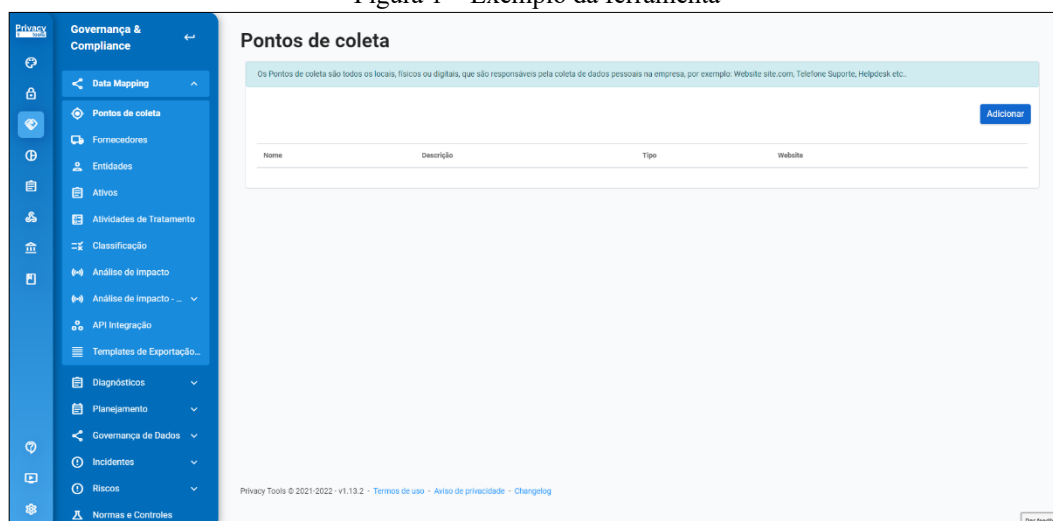 Figura 1 – Exemplo da ferramenta
Privacy
Tools
Governança &
Compliance
Data Mapping
Pontos de coleta
Fornecedores
Entidades
Ativos
Atividades de Tratamento
Classificação
Análise de impacto
Análise de impacto - ...
API Integração
Templates de Exportação...
Diagnósticos
Planejamento
Governança de Dados
Incidentes
Riscos
Normas e Controles
Pontos de coleta
Os Pontos de coleta são todos os locais, físicos ou digitais, que são responsáveis pela coleta de dados pessoais na empresa, por exemplo: Website site.com, Telefone Suporte, Helpdesk etc..
Adicionar
Nome Descrição Tipo Website
Privacy Tools © 2021-2022 - v1.13.2 - Termos de uso - Aviso de privacidade - Changelog